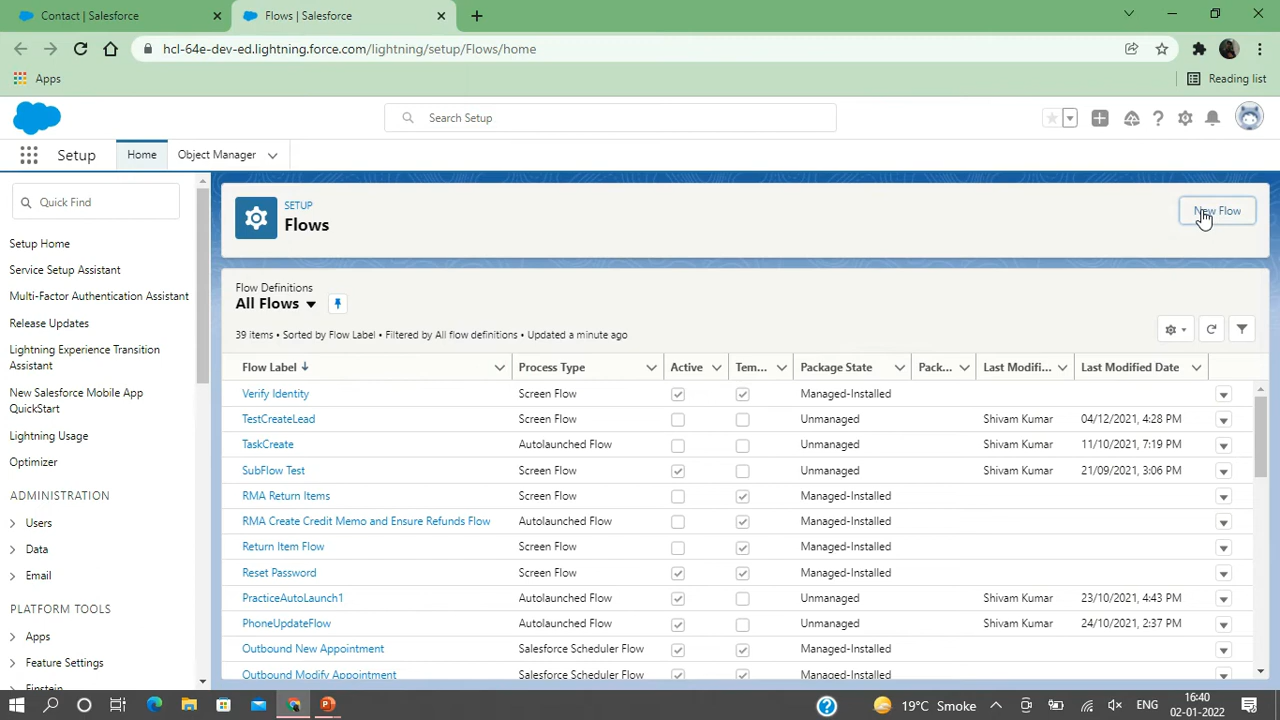 Contact | Salesforce
Flows | Salesforce
hcl-64e-dev-ed.lightning.force.com/lightning/setup/Flows/home
Apps
Reading list
Search Setup
Setup
Home
Object Manager
Quick Find
Setup Home
Service Setup Assistant
Multi-Factor Authentication Assistant
Release Updates
Lightning Experience Transition
Assistant
New Salesforce Mobile App
QuickStart
Lightning Usage
Optimizer
ADMINISTRATION
Users
Data
Email
PLATFORM TOOLS
Apps
Feature Settings
Einstein
SETUP
Flows
New Flow
Flow Definitions
All Flows
39 items • Sorted by Flow Label • Filtered by All flow definitions • Updated a minute ago
Flow Label Process Type Active Tem... Package State Pack... Last Modifi... Last Modified Date
Verify Identity Screen Flow Managed-Installed
TestCreateLead Screen Flow Unmanaged Shivam Kumar 04/12/2021, 4:28 PM
TaskCreate Autolaunched Flow Unmanaged Shivam Kumar 11/10/2021, 7:19 PM
SubFlow Test Screen Flow Unmanaged Shivam Kumar 21/09/2021, 3:06 PM
RMA Return Items Screen Flow Managed-Installed
RMA Create Credit Memo and Ensure Refunds Flow Autolaunched Flow Managed-Installed
Return Item Flow Screen Flow Managed-Installed
Reset Password Screen Flow Managed-Installed
PracticeAutoLaunch1 Autolaunched Flow Unmanaged Shivam Kumar 23/10/2021, 4:43 PM
PhoneUpdateFlow Autolaunched Flow Unmanaged Shivam Kumar 24/10/2021, 2:37 PM
Outbound New Appointment Salesforce Scheduler Flow Managed-Installed
Outbound Modify Appointment Salesforce Scheduler Flow Managed-Installed
19°C Smoke
ENG
16:40
02-01-2022